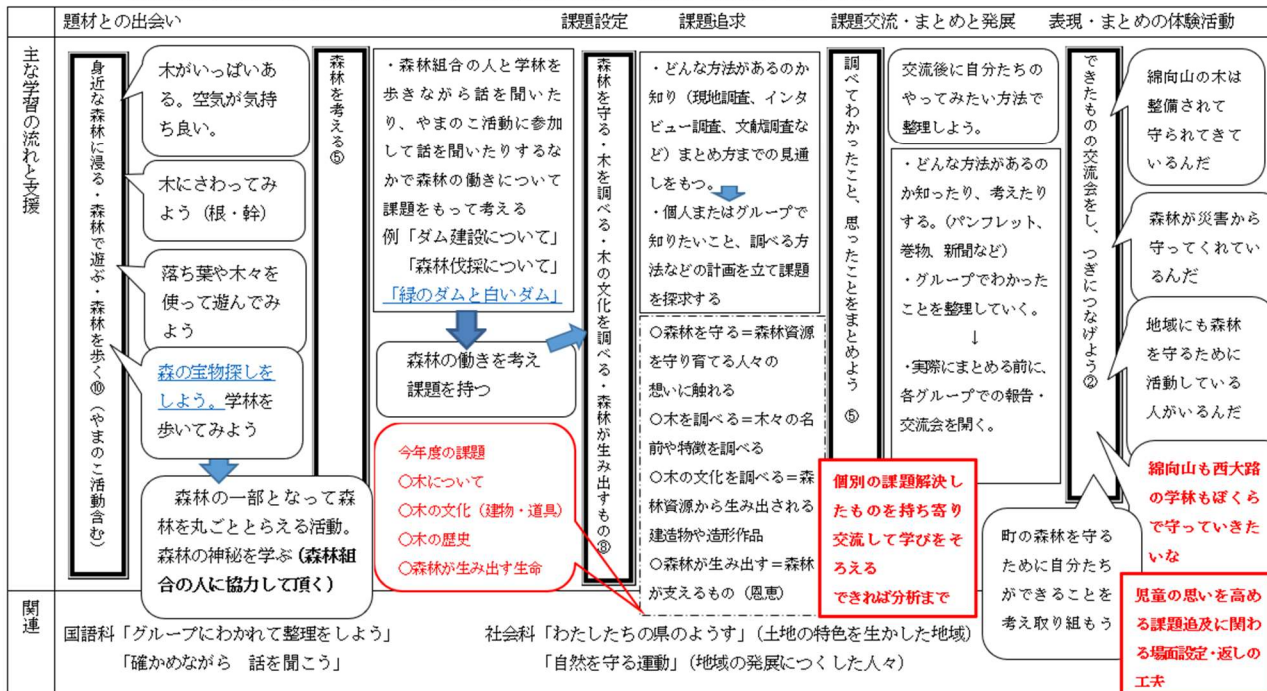 題材との出会い
課題設定
課題追求
課題交流・まとめと発展
表現・まとめの体験活動
主な学習の流れと支援
身近な森林に浸る・森林で遊ぶ・森林を歩く⑩（やまのこ活動含む）
木がいっぱいあ
る。空気が気持
ち良い。
木にさわってみ
よう（根・幹）
落ち葉や木々を
使って遊んでみ
よう
森の宝物探しを
しよう。学林を
歩いてみよう
森林の一部となって森
林を丸ごととらえる活動。
森林の神秘を学ぶ（森林組
合の人に協力して頂く）
森林を考える⑤
・森林組合の人と学林を
歩きながら話を聞いた
り、やまのこ活動に参加
して話を聞いたりするな
かで森林の働きについて
課題をもって考える
例「ダム建設について」
「森林伐採について」
「緑のダムと白いダム」
森林の働きを考え
課題を持つ
今年度の課題
○木について
○木の文化（建物・道具）
○木の歴史
○森林が生み出す生命
森林を守る・木を調べる・木の文化を調べる・森林が生み出すもの⑧
・どんな方法があるのか
知り（現地調査、インタ
ビュー調査、文献調査な
ど）まとめ方までの見通
しをもつ。
・個人またはグループで
知りたいこと、調べる方
法などの計画を立て課題
を探求する
○森林を守る＝森林資源
を守り育てる人々の
想いに触れる
○木を調べる＝木々の名
前や特徴を調べる
○木の文化を調べる＝森
林資源から生み出される
建造物や造形作品
○森林が生み出す＝森林
が支えるもの（恩恵）
調べてわかったこと、思ったことをまとめよう　⑤
交流後に自分たちの
やってみたい方法で
整理しよう。
・どんな方法があるの
か知ったり、考えたり
する。（パンフレット、
巻物、新聞など）
・グループでわかった
ことを整理していく。
↓
・実際にまとめる前に、
各グループでの報告・
交流会を開く。
個別の課題解決し
たものを持ち寄り
交流して学びをそ
ろえる
できれば分析まで
できたものの交流会をし、つぎにつなげよう②
綿向山の木は
整備されて
守られてきて
いるんだ
森林が災害から
守ってくれてい
るんだ
地域にも森林
を守るために
活動している
人がいるんだ
綿向山も西大路
の学林もぼくら
で守っていきた
いな
町の森林を守る
ために自分たち
ができることを
考え取り組もう
児童の思いを高め
る課題追及に関わ
る場面設定・返しの
工夫
関連
国語科「グループにわかれて整理をしよう」
「確かめながら　話を聞こう」
社会科「わたしたちの県のようす」（土地の特色を生かした地域）
「自然を守る運動」（地域の発展につくした人々）